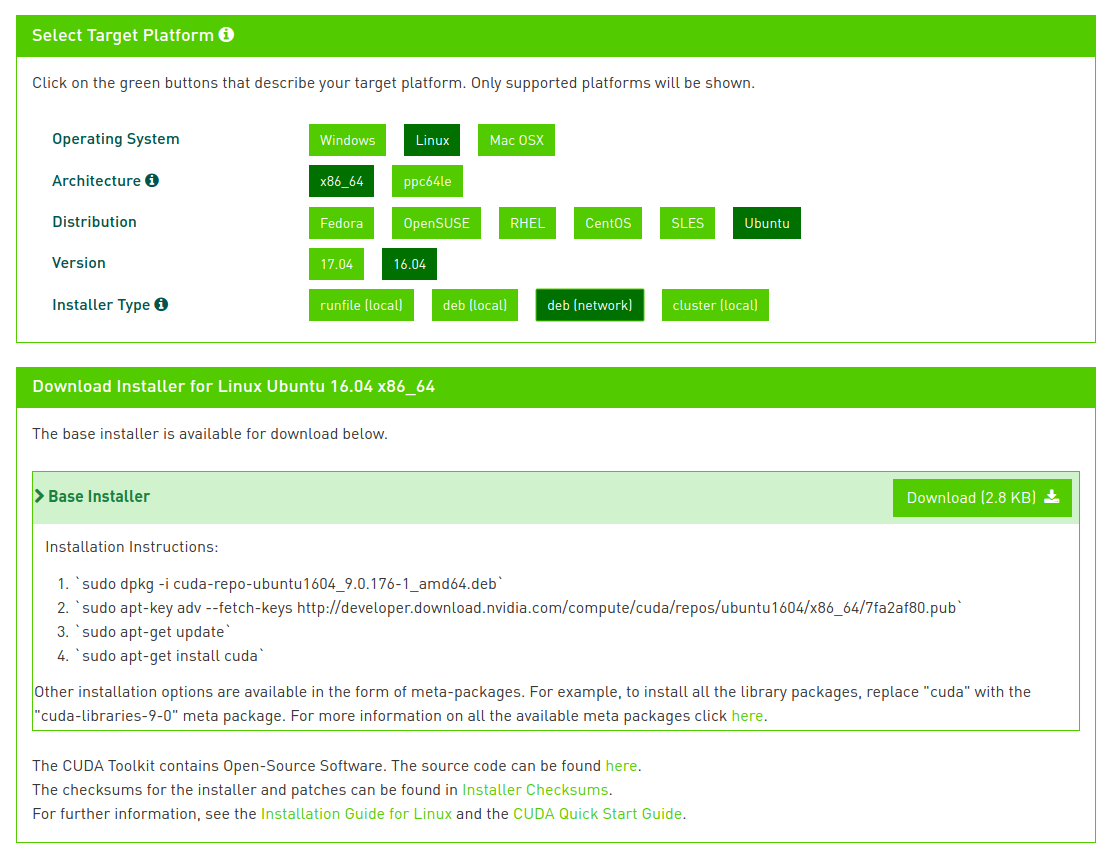 Select Target Platform
Click on the green buttons that describe your target platform. Only supported platforms will be shown.
Operating System Windows Linux Mac OSX
Architecture x86_64 ppc64le
Distribution Fedora OpenSUSE RHEL CentOS SLES Ubuntu
Version 17.04 16.04
Installer Type runfile (local) deb (local) deb (network) cluster (local)
Download Installer for Linux Ubuntu 16.04 x86_64
The base installer is available for download below.
Base Installer Download (2.8 KB)
Installation Instructions:
1. `sudo dpkg -i cuda-repo-ubuntu1604_9.0.176-1_amd64.deb`
2. `sudo apt-key adv --fetch-keys http://developer.download.nvidia.com/compute/cuda/repos/ubuntu1604/x86_64/7fa2af80.pub`
3. `sudo apt-get update`
4. `sudo apt-get install cuda`
Other installation options are available in the form of meta-packages. For example, to install all the library packages, replace "cuda" with the
"cuda-libraries-9-0" meta package. For more information on all the available meta packages click here.
The CUDA Toolkit contains Open-Source Software. The source code can be found here.
The checksums for the installer and patches can be found in Installer Checksums.
For further information, see the Installation Guide for Linux and the CUDA Quick Start Guide.